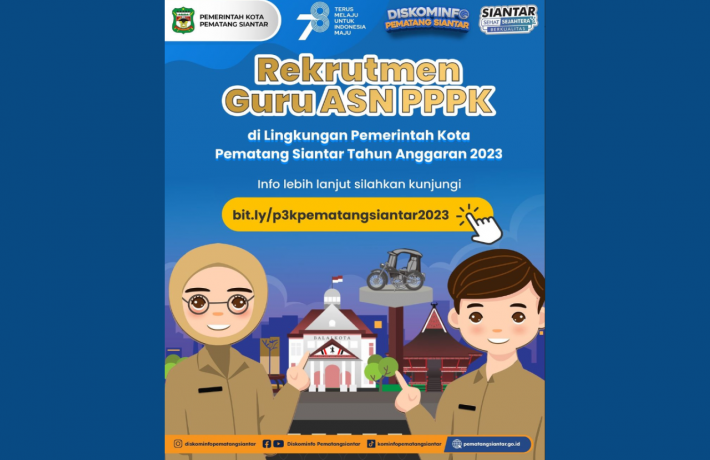 PEMERINTAH KOTA
PEMATANG SIANTAR
78
TERUS
MELAJU
UNTUK
INDONESIA
MAJU
DISKOMINFO
PEMATANG SIANTAR
SIANTAR
SEHAT SEJAHTERA
BERKUALITAS
Rekrutmen
Guru ASN PPPK
di Lingkungan Pemerintah Kota
Pematang Siantar Tahun Anggaran 2023
Info lebih lanjut silahkan kunjungi
bit.ly/p3kpematangsiantar2023
BALAI KOTA
1
diskominfopematangsiantar
Diskominfo Pematangsiantar
kominfopematangsiantar
pematangsiantar.go.id